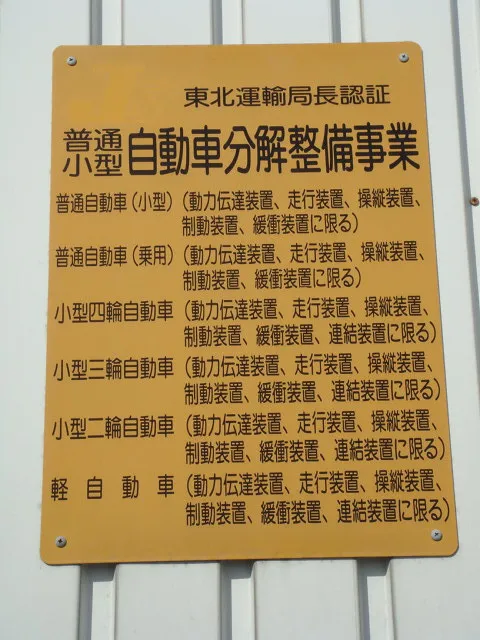 東北運輸局長認証
普通
小型 自動車分解整備事業
普通自動車(小型)(動力伝達装置、走行装置、操縦装置、
制動装置、緩衝装置に限る)
普通自動車(乗用)(動力伝達装置、走行装置、操縦装置、
制動装置、緩衝装置に限る)
小型四輪自動車(動力伝達装置、走行装置、操縦装置、
制動装置、緩衝装置、連結装置に限る)
小型三輪自動車(動力伝達装置、走行装置、操縦装置、
制動装置、緩衝装置、連結装置に限る)
小型二輪自動車(動力伝達装置、走行装置、操縦装置、
制動装置、緩衝装置、連結装置に限る)
軽自動車(動力伝達装置、走行装置、操縦装置、
制動装置、緩衝装置、連結装置に限る)